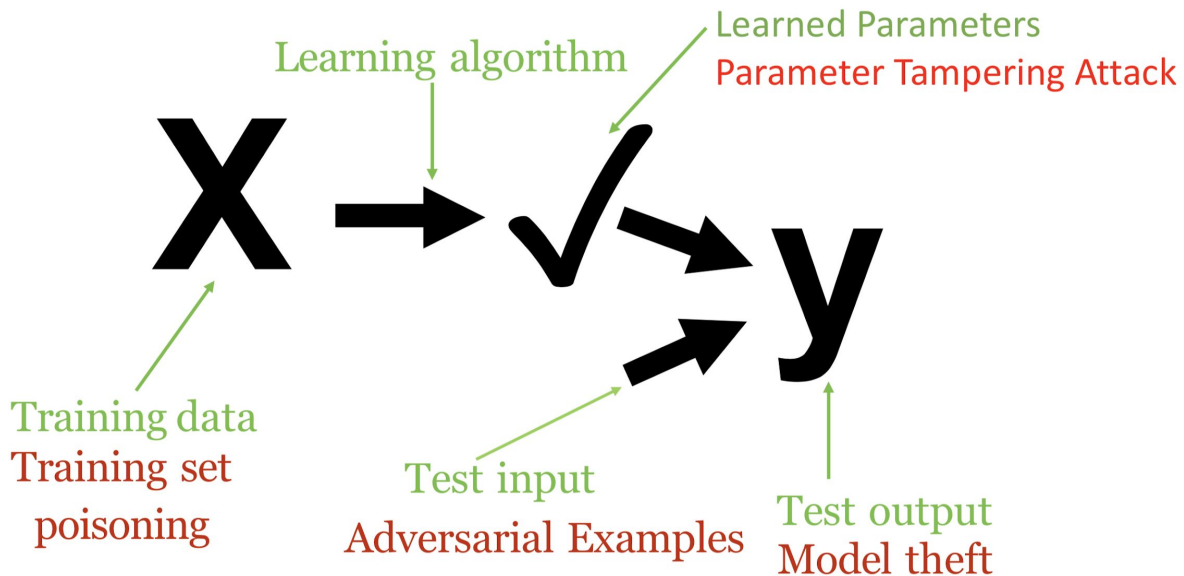 Learned Parameters
Parameter Tampering Attack
Learning algorithm
X
y
Training data
Training set
poisoning
Test input
Adversarial Examples
Test output
Model theft